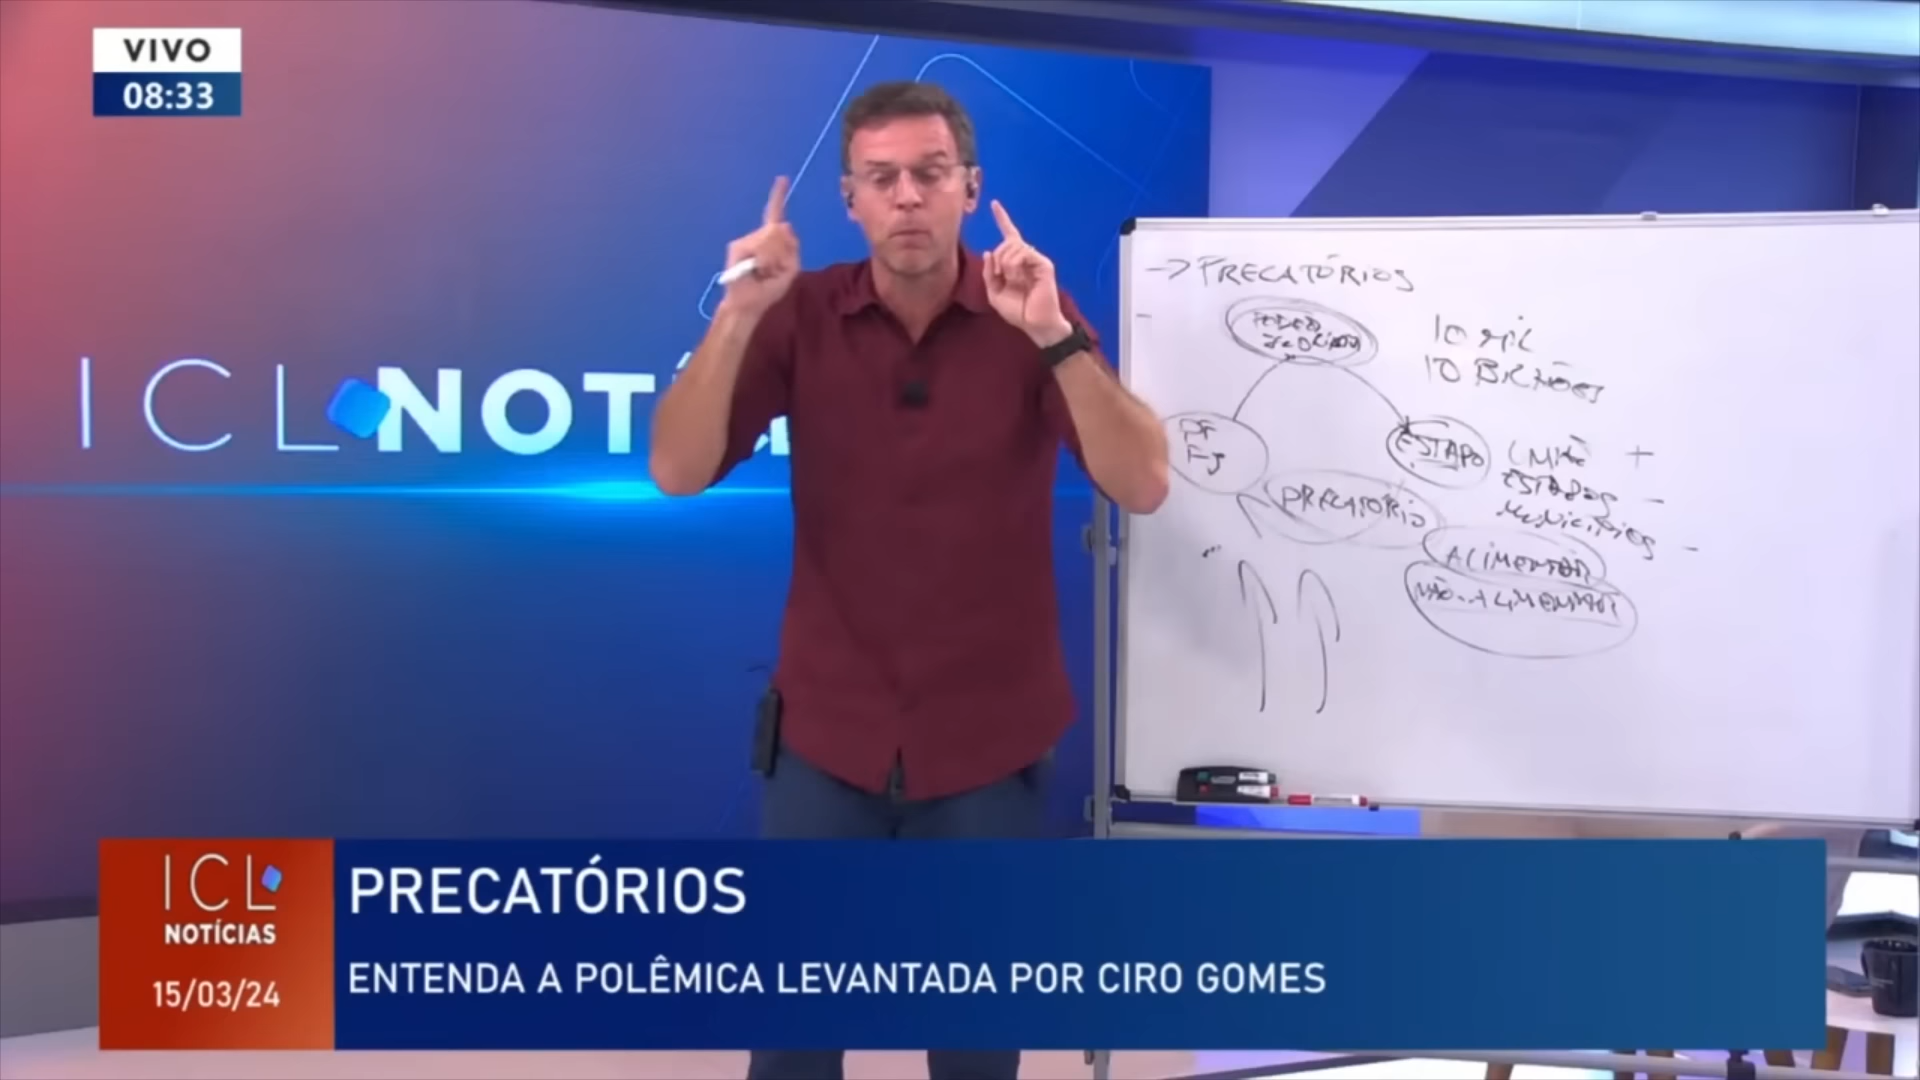 VIVO
08:33
ICL NOT
→ PRECATÓRIOS
PODER
JUDICIÁRIO
10 MIL
10 BILHÕES
PF
PJ
ESTADO
UNIÃO +
ESTADOS -
MUNICÍPIOS -
PRECATÓRIO
ALIMENTAR
NÃO-ALIMENTAR
ICL
NOTÍCIAS
15/03/24
PRECATÓRIOS
ENTENDA A POLÊMICA LEVANTADA POR CIRO GOMES